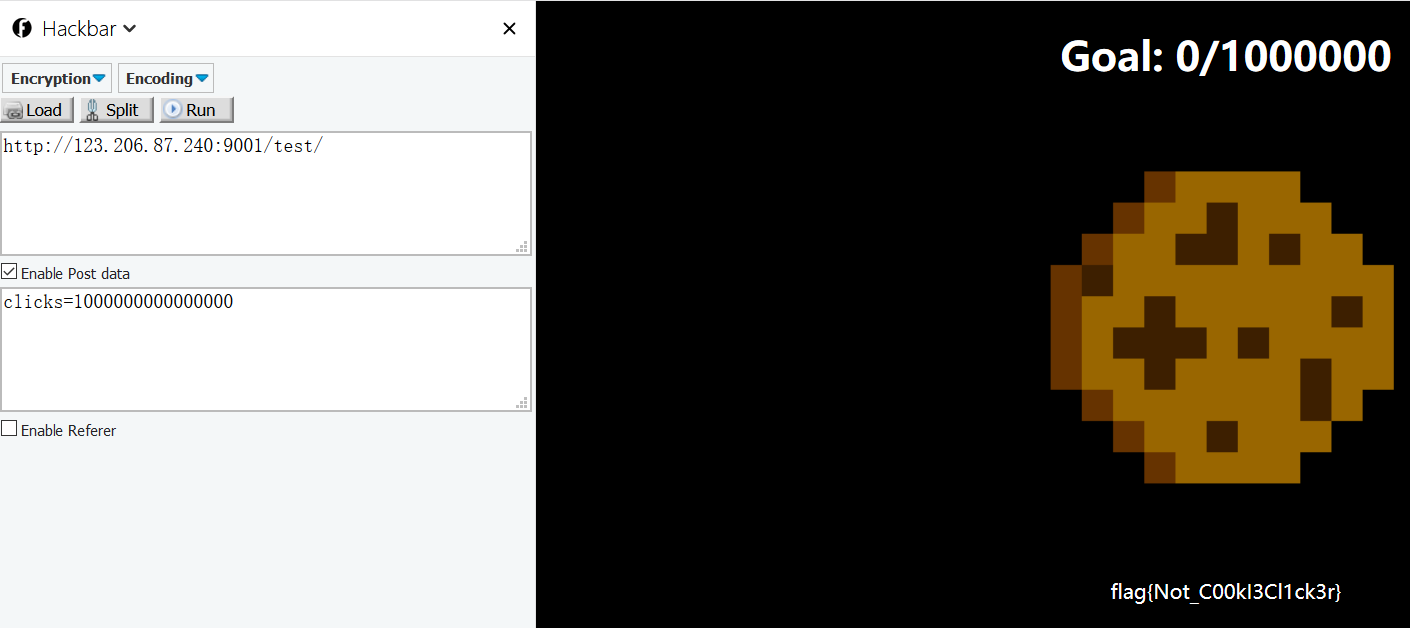 Hackbar
Encryption
Encoding
Load
Split
Run
http://123.206.87.240:9001/test/
Enable Post data
clicks=1000000000000000
Enable Referer
Goal: 0/1000000
flag{Not_C00kI3Cl1ck3r}